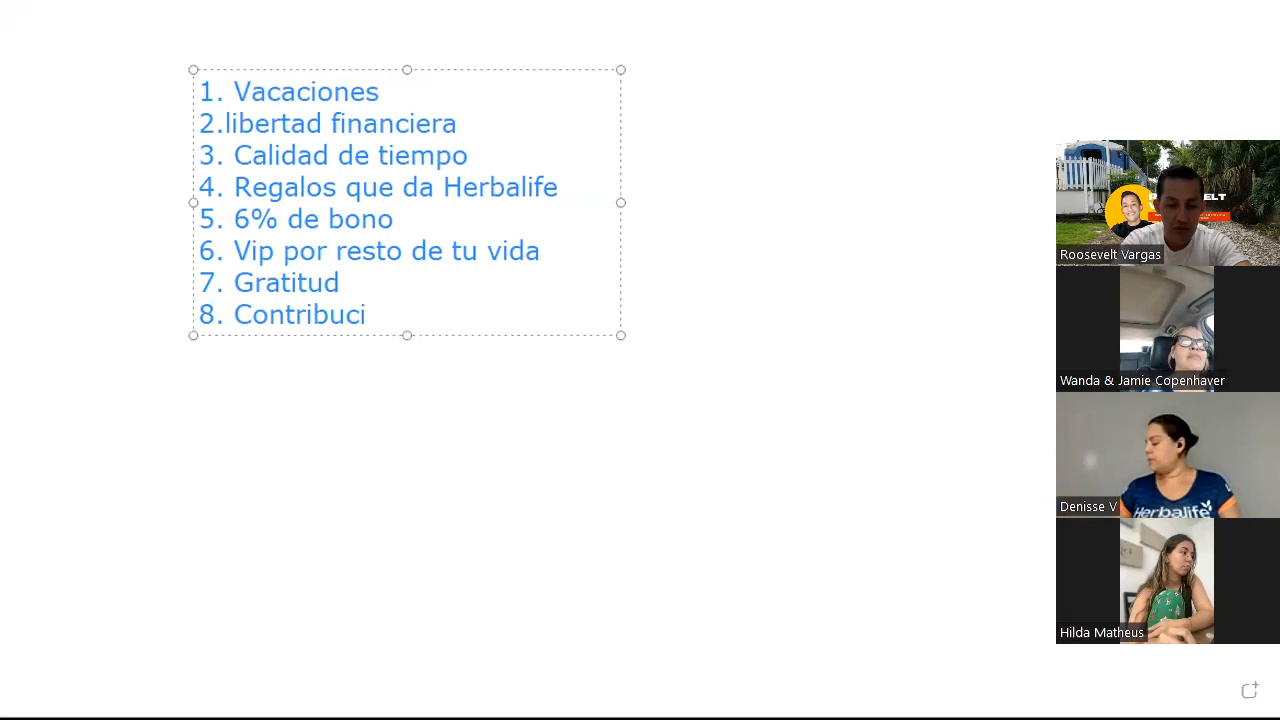 1. Vacaciones
2.libertad financiera
3. Calidad de tiempo
4. Regalos que da Herbalife
5. 6% de bono
6. Vip por resto de tu vida
7. Gratitud
8. Contribuci
Roosevelt Vargas
Wanda & Jamie Copenhaver
Herbalife
Denisse V
Hilda Matheus